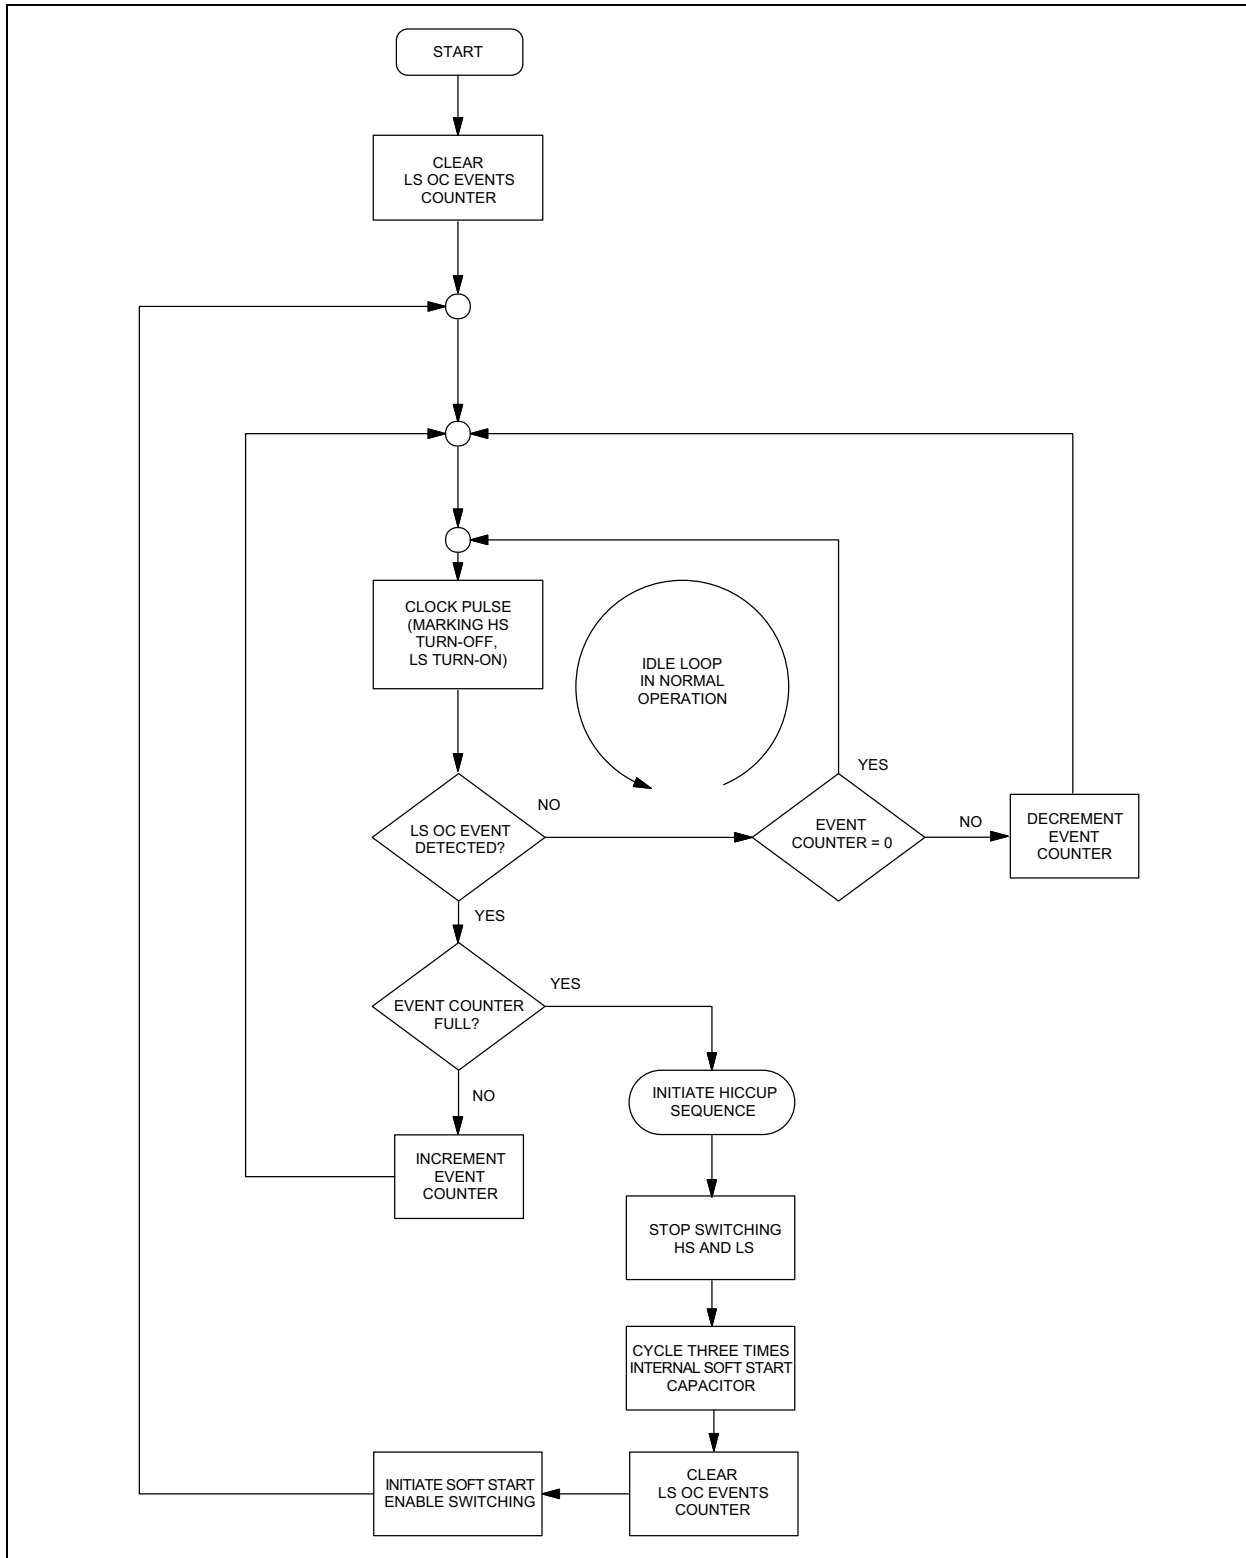 START
CLEAR
LS OC EVENTS
COUNTER
CLOCK PULSE
(MARKING HS
TURN-OFF,
LS TURN-ON)
IDLE LOOP
IN NORMAL
OPERATION
LS OC EVENT
DETECTED?
NO
EVENT
COUNTER = 0
YES
NO
DECREMENT
EVENT
COUNTER
YES
EVENT COUNTER
FULL?
YES
NO
INCREMENT
EVENT
COUNTER
INITIATE HICCUP
SEQUENCE
STOP SWITCHING
HS AND LS
CYCLE THREE TIMES
INTERNAL SOFT START
CAPACITOR
CLEAR
LS OC EVENTS
COUNTER
INITIATE SOFT START
ENABLE SWITCHING